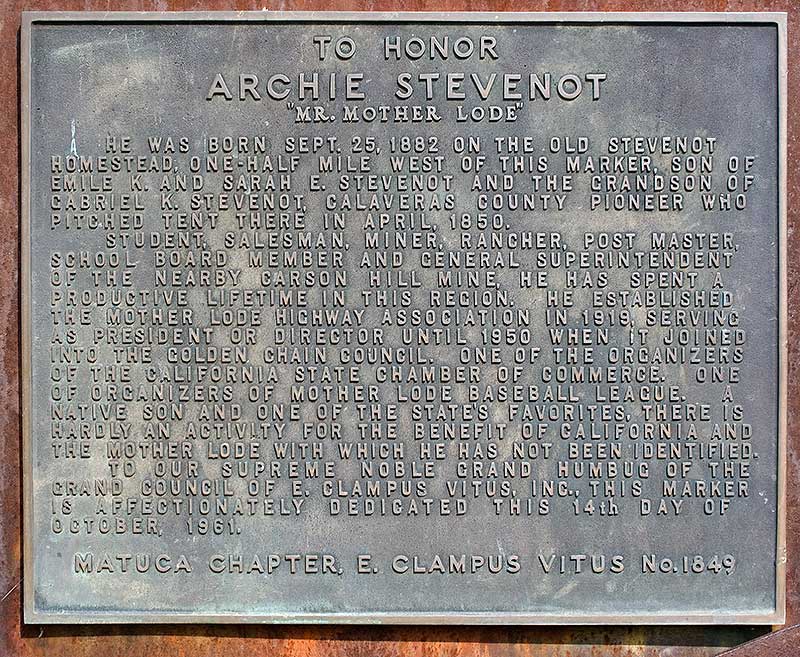 TO HONOR
ARCHIE STEVENOT
"MR. MOTHER LODE"
HE WAS BORN SEPT. 25, 1882 ON THE OLD STEVENOT
HOMESTEAD, ONE-HALF MILE WEST OF THIS MARKER, SON OF
EMILE K. AND SARAH E. STEVENOT AND THE GRANDSON OF
GABRIEL K. STEVENOT, CALAVERAS COUNTY PIONEER WHO
PITCHED TENT THERE IN APRIL, 1850.
STUDENT, SALESMAN, MINER, RANCHER, POST MASTER,
SCHOOL BOARD MEMBER AND GENERAL SUPERINTENDENT
OF THE NEARBY CARSON HILL MINE, HE HAS SPENT A
PRODUCTIVE LIFETIME IN THIS REGION. HE ESTABLISHED
THE MOTHER LODE HIGHWAY ASSOCIATION IN 1919, SERVING
AS PRESIDENT OR DIRECTOR UNTIL 1950 WHEN IT JOINED
INTO THE GOLDEN CHAIN COUNCIL. ONE OF THE ORGANIZERS
OF THE CALIFORNIA STATE CHAMBER OF COMMERCE. ONE
OF ORGANIZERS OF MOTHER LODE BASEBALL LEAGUE. A
NATIVE SON AND ONE OF THE STATE'S FAVORITES, THERE IS
HARDLY AN ACTIVITY FOR THE BENEFIT OF CALIFORNIA AND
THE MOTHER LODE WITH WHICH HE HAS NOT BEEN IDENTIFIED.
TO OUR SUPREME NOBLE GRAND HUMBUG OF THE
GRAND COUNCIL OF E. CLAMPUS VITUS, INC., THIS MARKER
IS AFFECTIONATELY DEDICATED THIS 14th DAY OF
OCTOBER, 1961.
MATUCA CHAPTER, E. CLAMPUS VITUS No. 1849